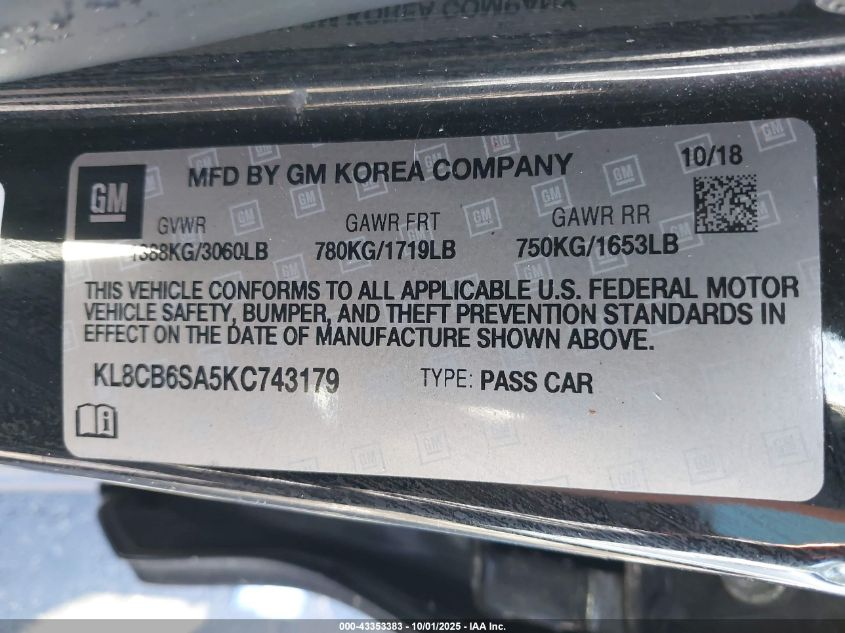 MFD BY GM KOREA COMPANY
10/18
GM
GVWR
GAWR FRT
GAWR RR
1388KG/3060LB
780KG/1719LB
750KG/1653LB
THIS VEHICLE CONFORMS TO ALL APPLICABLE U.S. FEDERAL MOTOR
VEHICLE SAFETY, BUMPER, AND THEFT PREVENTION STANDARDS IN
EFFECT ON THE DATE OF MANUFACTURE SHOWN ABOVE.
KL8CB6SA5KC743179
TYPE: PASS CAR
000-43353383 - 10/01/2025 - IAA Inc.